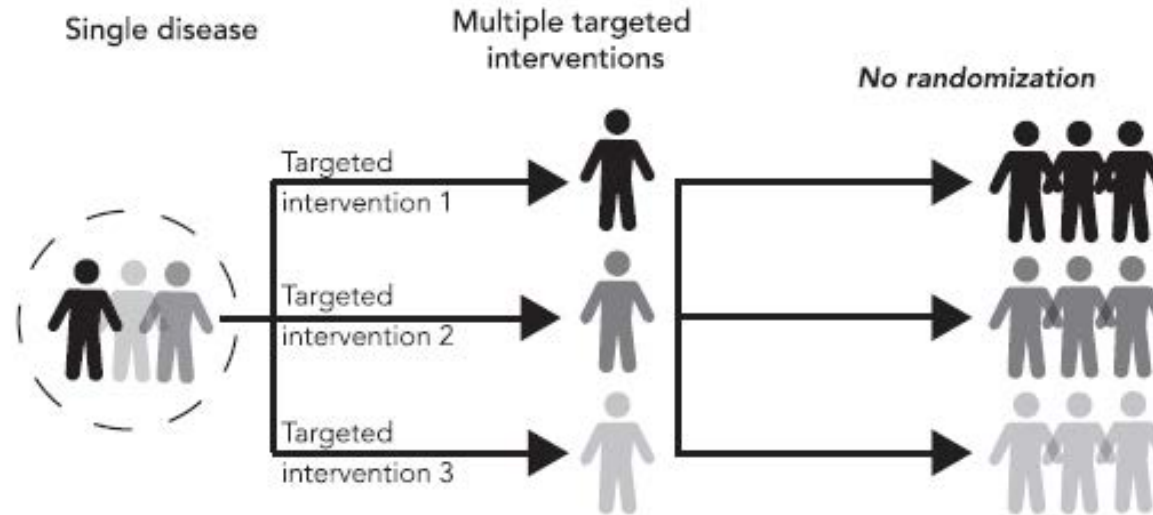 Single disease
Multiple targeted
interventions
No randomization
Targeted
intervention 1
Targeted
intervention 2
Targeted
intervention 3